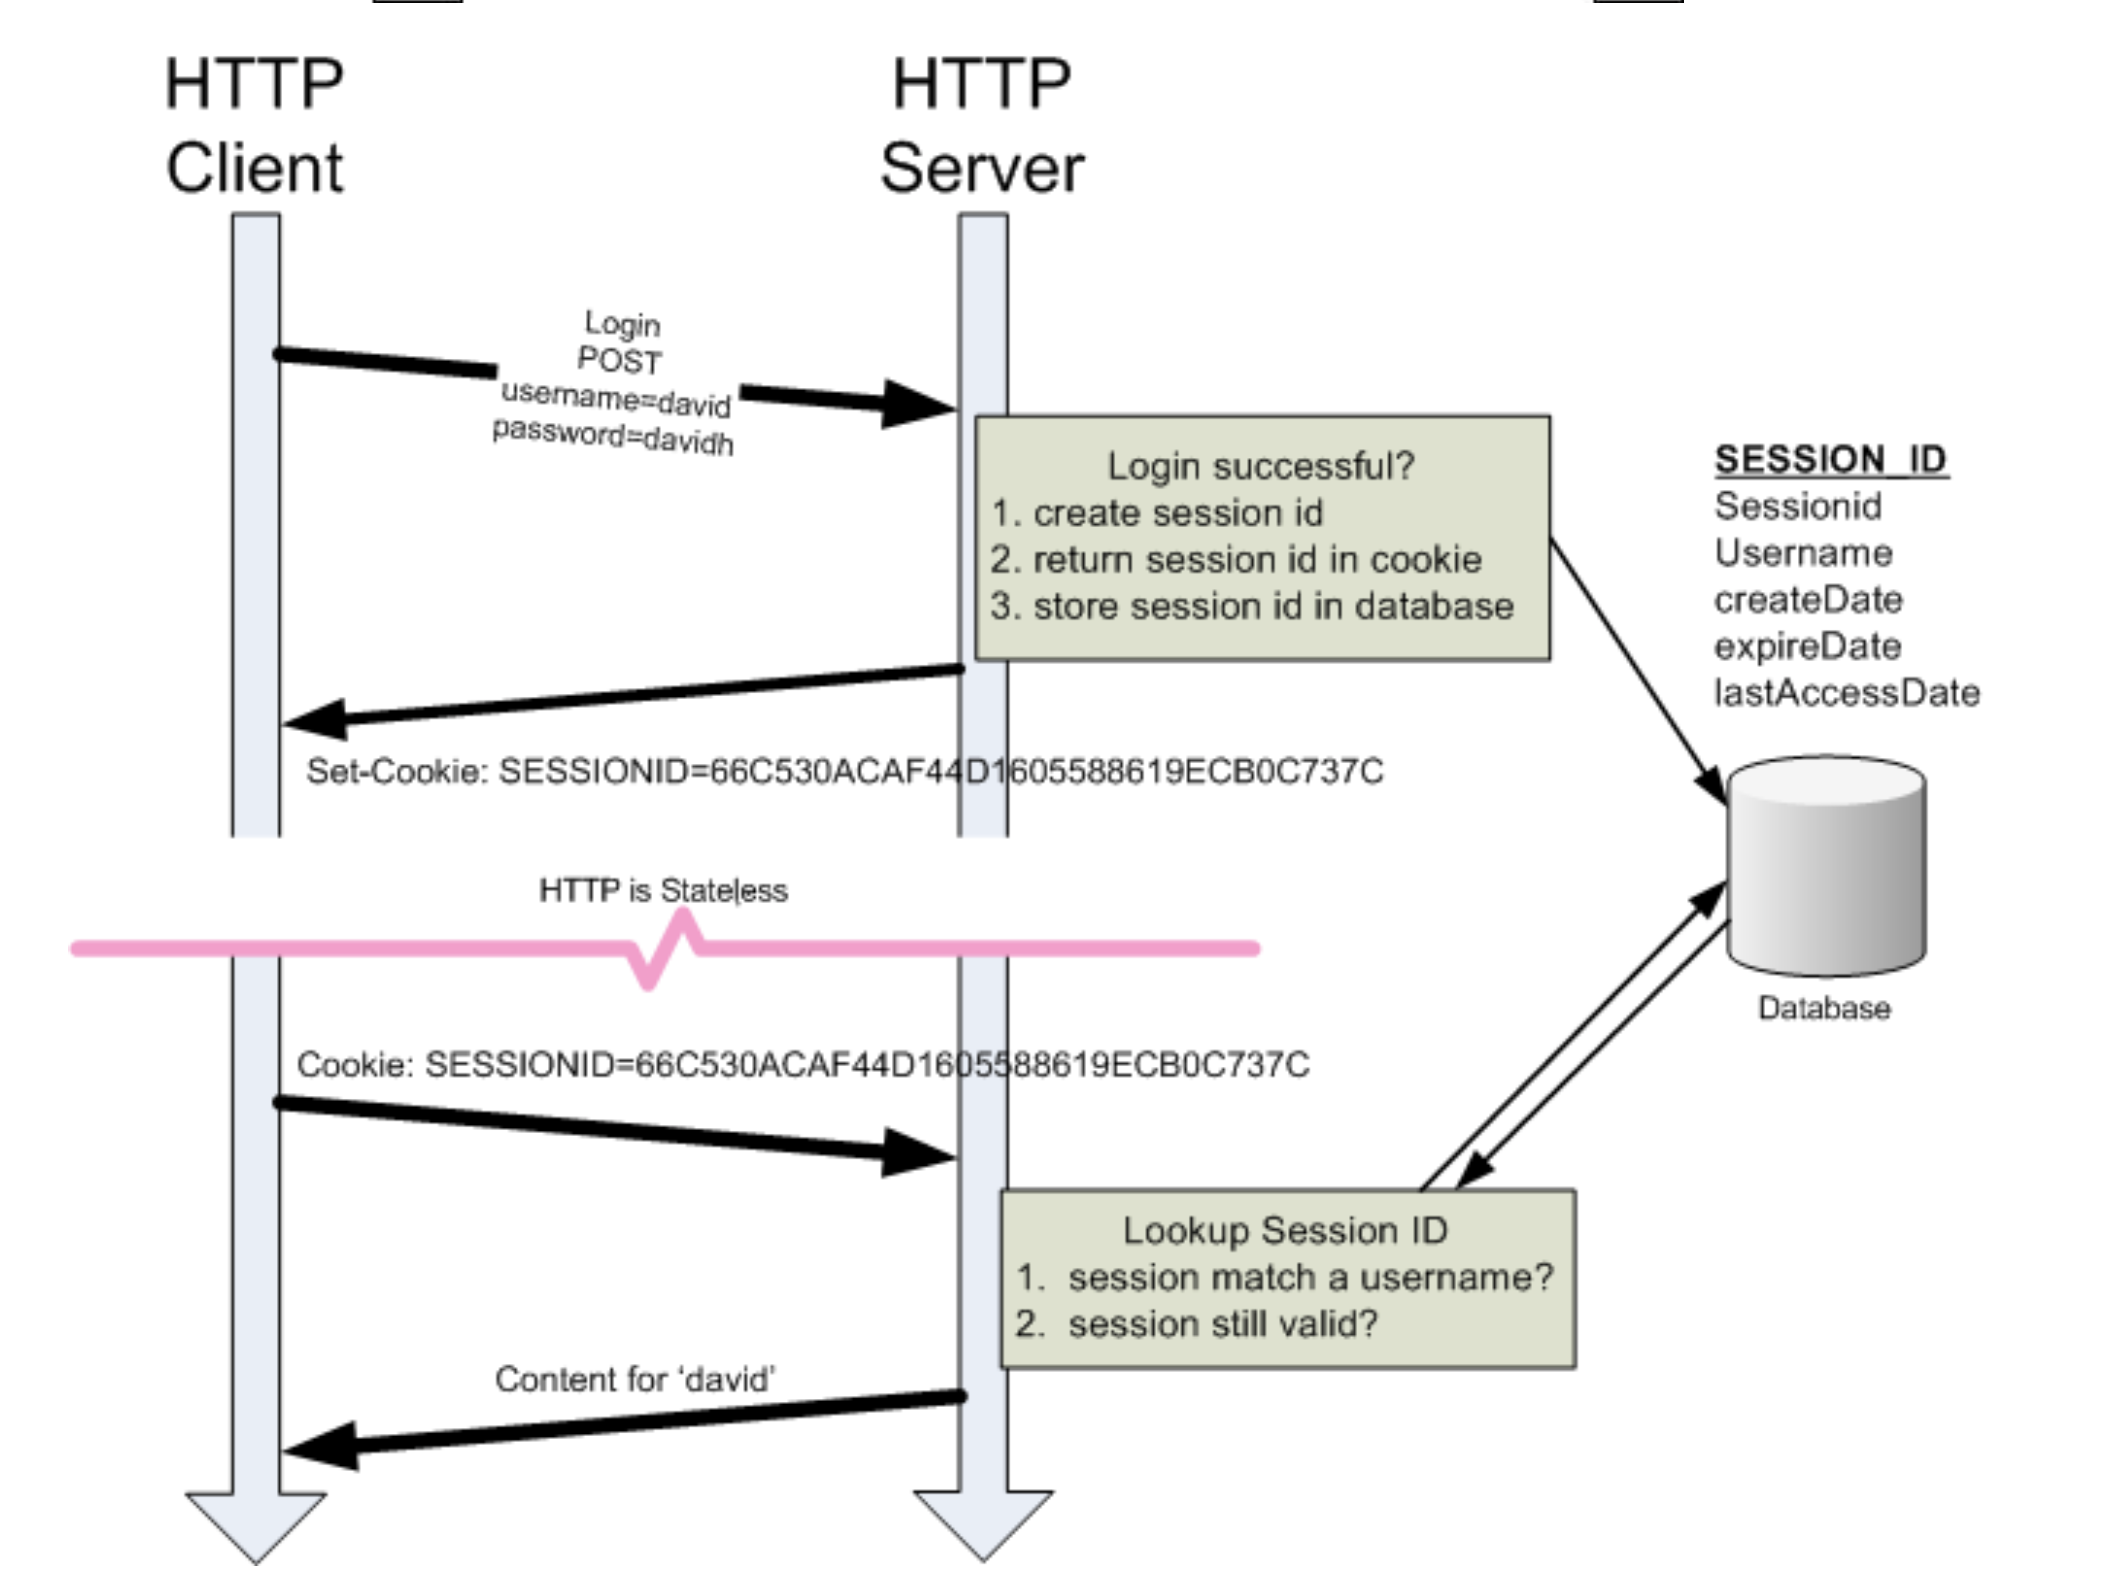 HTTP
Client
HTTP
Server
Login
POST
username=david
password=davidh
Login successful?
1. create session id
2. return session id in cookie
3. store session id in database
SESSION_ID
Sessionid
Username
createDate
expireDate
lastAccessDate
Set-Cookie: SESSIONID=66C530ACAF44D1605588619ECB0C737C
HTTP is Stateless
Database
Cookie: SESSIONID=66C530ACAF44D1605588619ECB0C737C
Lookup Session ID
1. session match a username?
2. session still valid?
Content for ‘david’